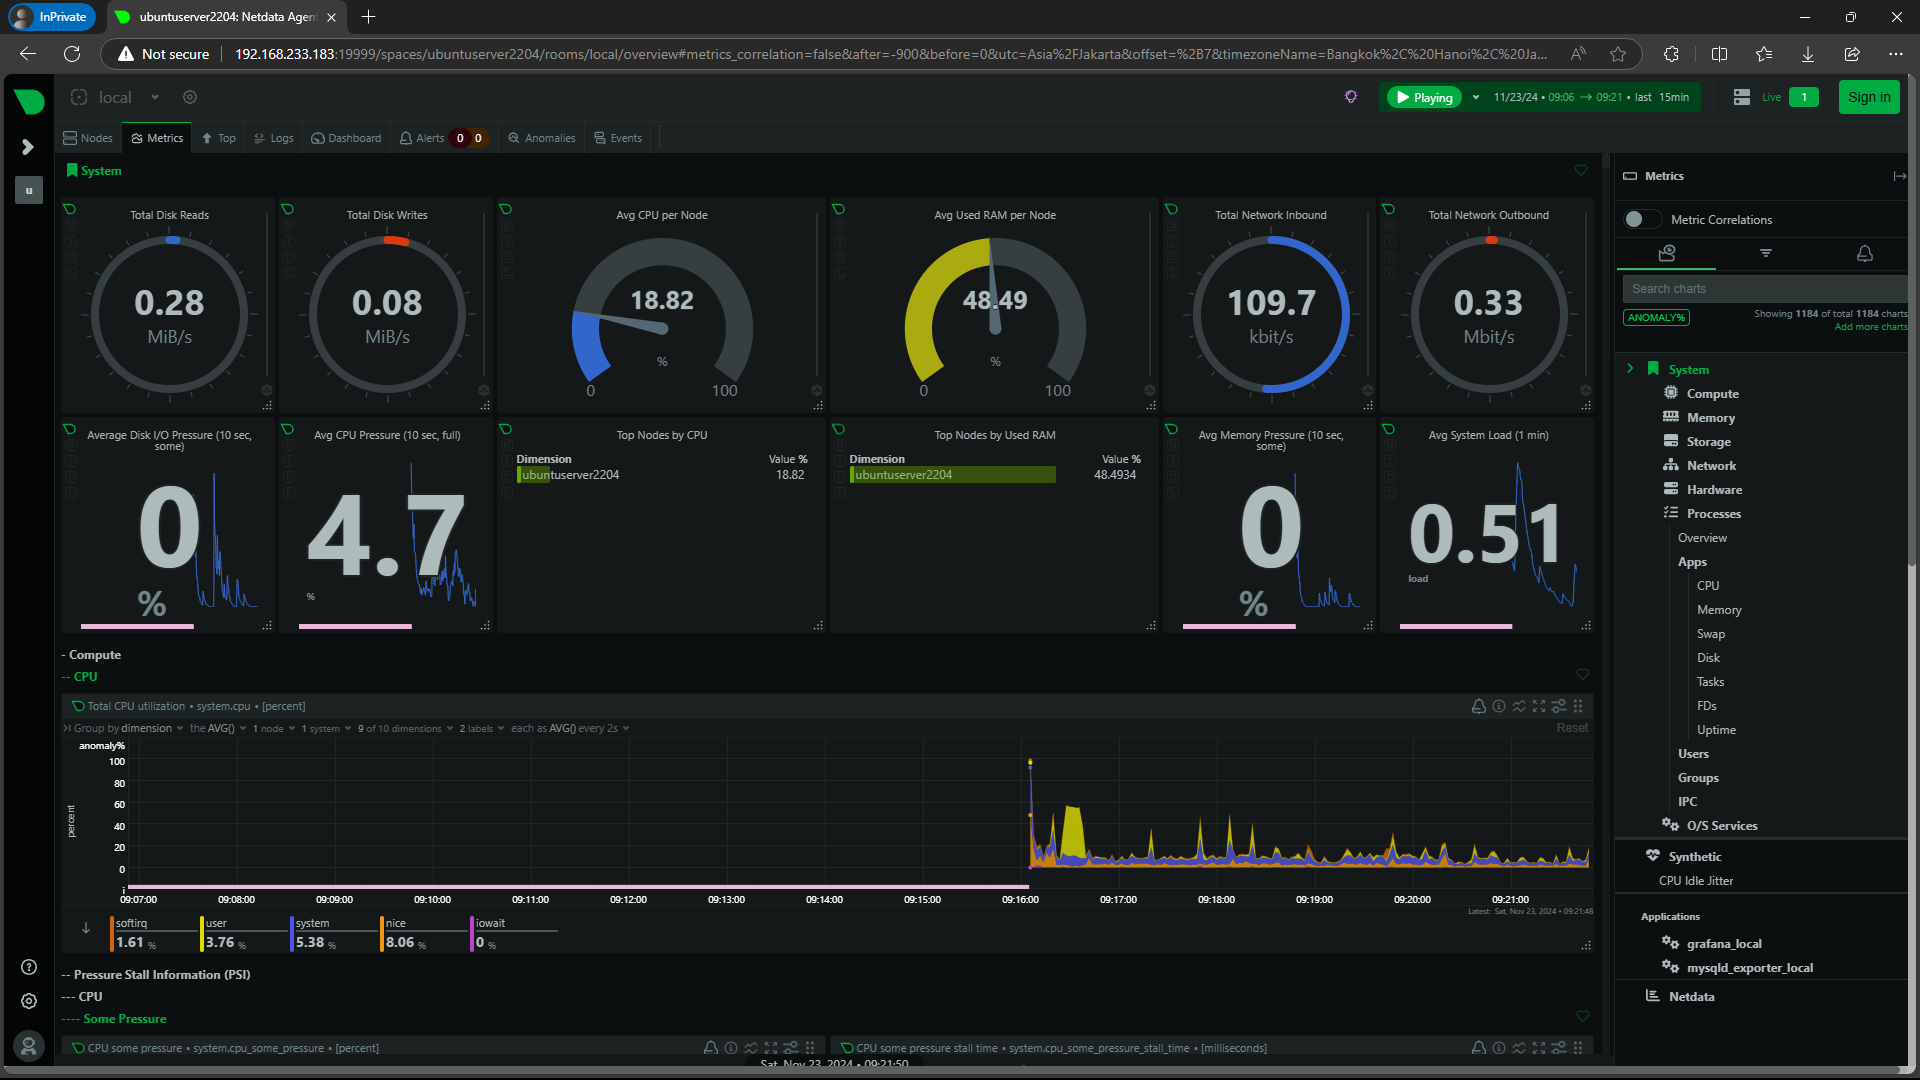 InPrivate
ubuntuserver2204: Netdata Agen
Not secure
192.168.233.183:19999/spaces/ubuntuserver2204/rooms/local/overview#metrics_correlation=false&after=-900&before=0&utc=Asia%2FJakarta&offset=%2B7&timezoneName=Bangkok%2C%20Hanoi%2C%20Ja...
local
Playing
11/23/24 • 09:06 → 09:21 • last 15min
Live 1
Sign in
Nodes Metrics Top Logs Dashboard Alerts 0 0 Anomalies Events
u
System
Total Disk Reads
0.28
MiB/s
Total Disk Writes
0.08
MiB/s
Avg CPU per Node
18.82
%
0 100
Avg Used RAM per Node
48.49
%
0 100
Total Network Inbound
109.7
kbit/s
Total Network Outbound
0.33
Mbit/s
Average Disk I/O Pressure (10 sec,
some)
0
%
Avg CPU Pressure (10 sec, full)
4.7
%
Top Nodes by CPU
Dimension Value %
ubuntuserver2204 18.82
Top Nodes by Used RAM
Dimension Value %
ubuntuserver2204 48.4934
Avg Memory Pressure (10 sec,
some)
0
%
Avg System Load (1 min)
0.51
load
- Compute
-- CPU
Total CPU utilization • system.cpu • [percent]
Group by dimension the AVG() 1 node 1 system 9 of 10 dimensions 2 labels each as AVG() every 2s
Reset
anomaly%
100
80
60
40
20
0
percent
09:07:00 09:08:00 09:09:00 09:10:00 09:11:00 09:12:00 09:13:00 09:14:00 09:15:00 09:16:00 09:17:00 09:18:00 09:19:00 09:20:00 09:21:00
Latest: Sat, Nov 23, 2024 • 09:21:48
softirq user system nice iowait
1.61 % 3.76 % 5.38 % 8.06 % 0 %
-- Pressure Stall Information (PSI)
--- CPU
---- Some Pressure
CPU some pressure • system.cpu_some_pressure • [percent]
CPU some pressure stall time • system.cpu_some_pressure_stall_time • [milliseconds]
Sat, Nov 23, 2024 • 09:21:50
Metrics
Metric Correlations
Search charts
ANOMALY%
Showing 1184 of total 1184 charts
Add more charts
System
Compute
Memory
Storage
Network
Hardware
Processes
Overview
Apps
CPU
Memory
Swap
Disk
Tasks
FDs
Uptime
Users
Groups
IPC
O/S Services
Synthetic
CPU Idle Jitter
Applications
grafana_local
mysqld_exporter_local
Netdata